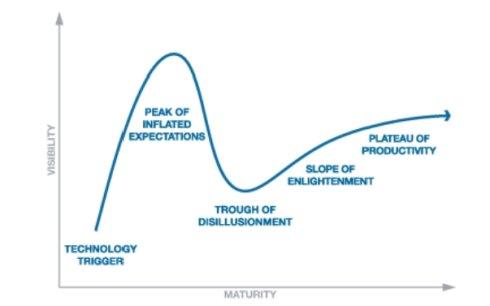 VISIBILITY
PEAK OF
INFLATED
EXPECTATIONS
PLATEAU OF
PRODUCTIVITY
SLOPE OF
ENLIGHTENMENT
TROUGH OF
DISILLUSIONMENT
TECHNOLOGY
TRIGGER
MATURITY